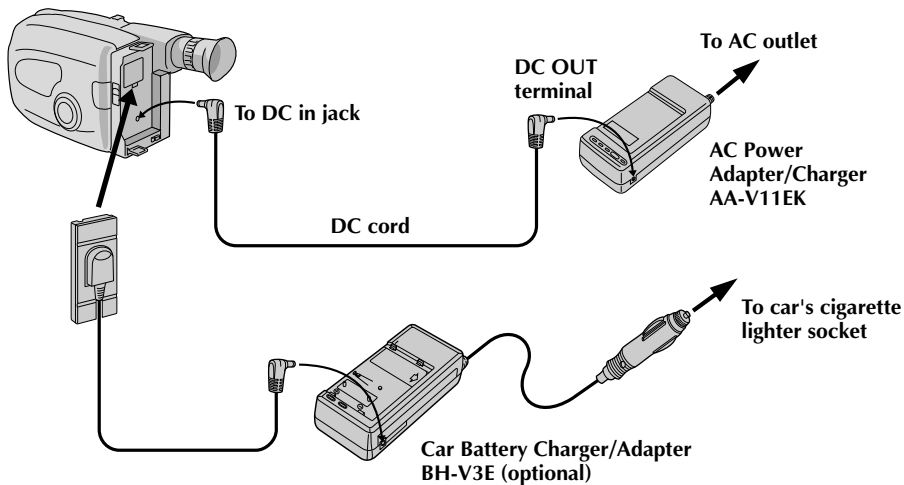 To AC outlet
DC OUT
terminal
To DC in jack
AC Power
Adapter/Charger
AA-V11EK
DC cord
To car's cigarette
lighter socket
Car Battery Charger/Adapter
BH-V3E (optional)